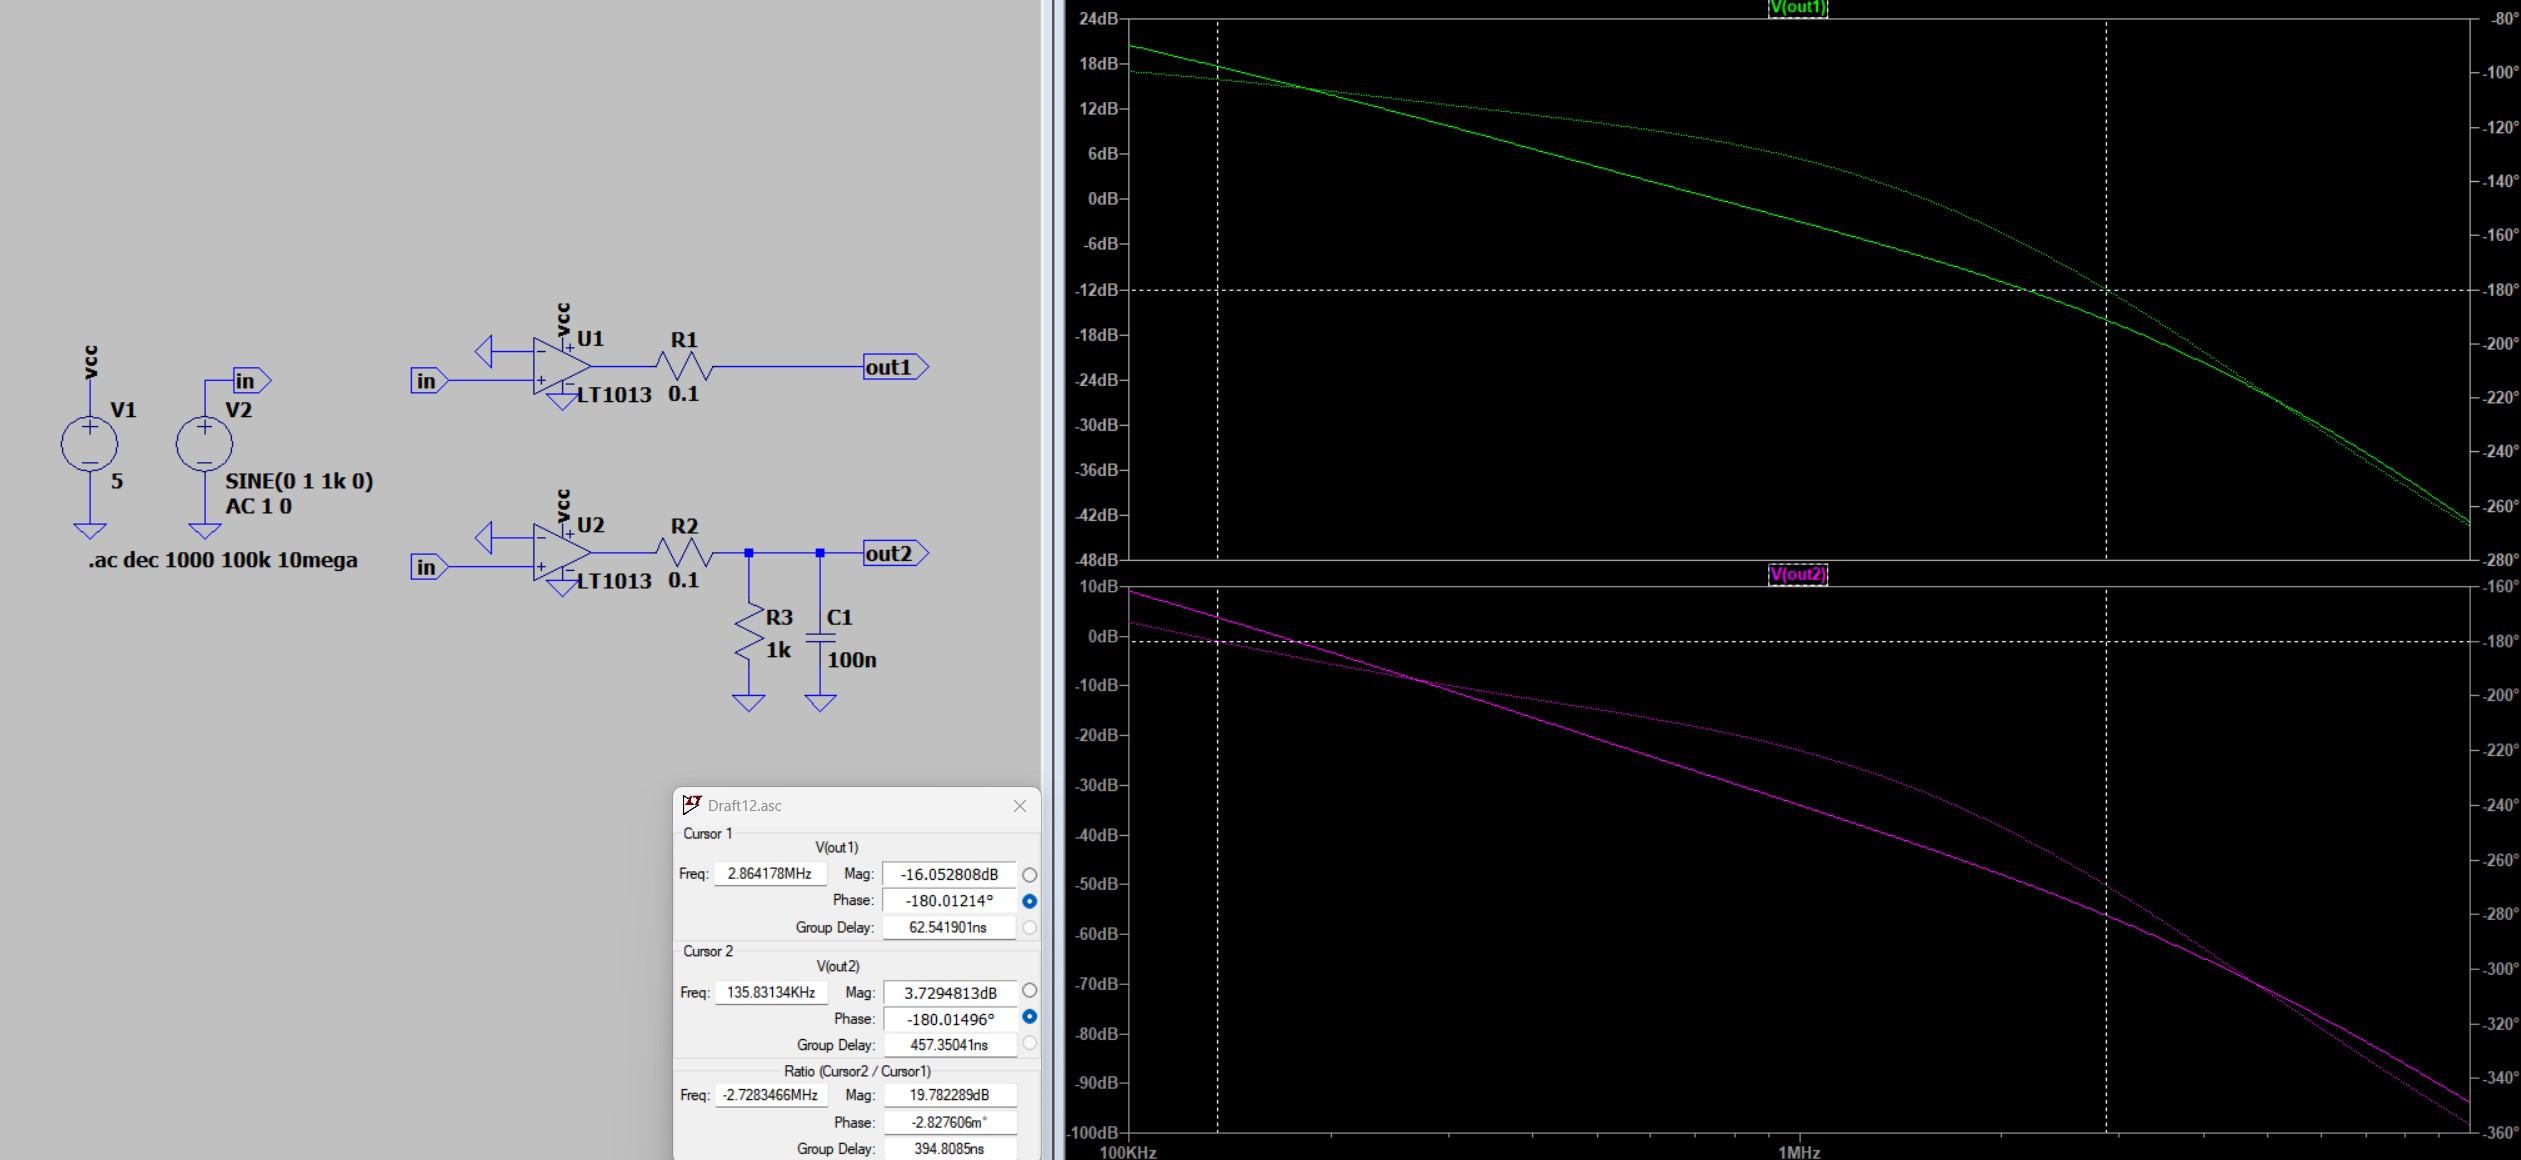 vcc
V1
5
in
V2
SINE(0 1 1k 0)
AC 1 0
.ac dec 1000 100k 10mega
vcc
U1
in
LT1013
R1
0.1
out1
vcc
U2
in
LT1013
R2
0.1
out2
R3
1k
C1
100n
Draft12.asc
Cursor 1
V(out1)
Freq: 2.864178MHz Mag: -16.052808dB
Phase: -180.01214°
Group Delay: 62.541901ns
Cursor 2
V(out2)
Freq: 135.83134KHz Mag: 3.7294813dB
Phase: -180.01496°
Group Delay: 457.35041ns
Ratio (Cursor2 / Cursor1)
Freq: -2.7283466MHz Mag: 19.782289dB
Phase: -2.827606m°
Group Delay: 394.8085ns
V(out1)
24dB
18dB
12dB
6dB
0dB
-6dB
-12dB
-18dB
-24dB
-30dB
-36dB
-42dB
-48dB
-80°
-100°
-120°
-140°
-160°
-180°
-200°
-220°
-240°
-260°
-280°
V(out2)
10dB
0dB
-10dB
-20dB
-30dB
-40dB
-50dB
-60dB
-70dB
-80dB
-90dB
-100dB
-160°
-180°
-200°
-220°
-240°
-260°
-280°
-300°
-320°
-340°
-360°
100KHz
1MHz